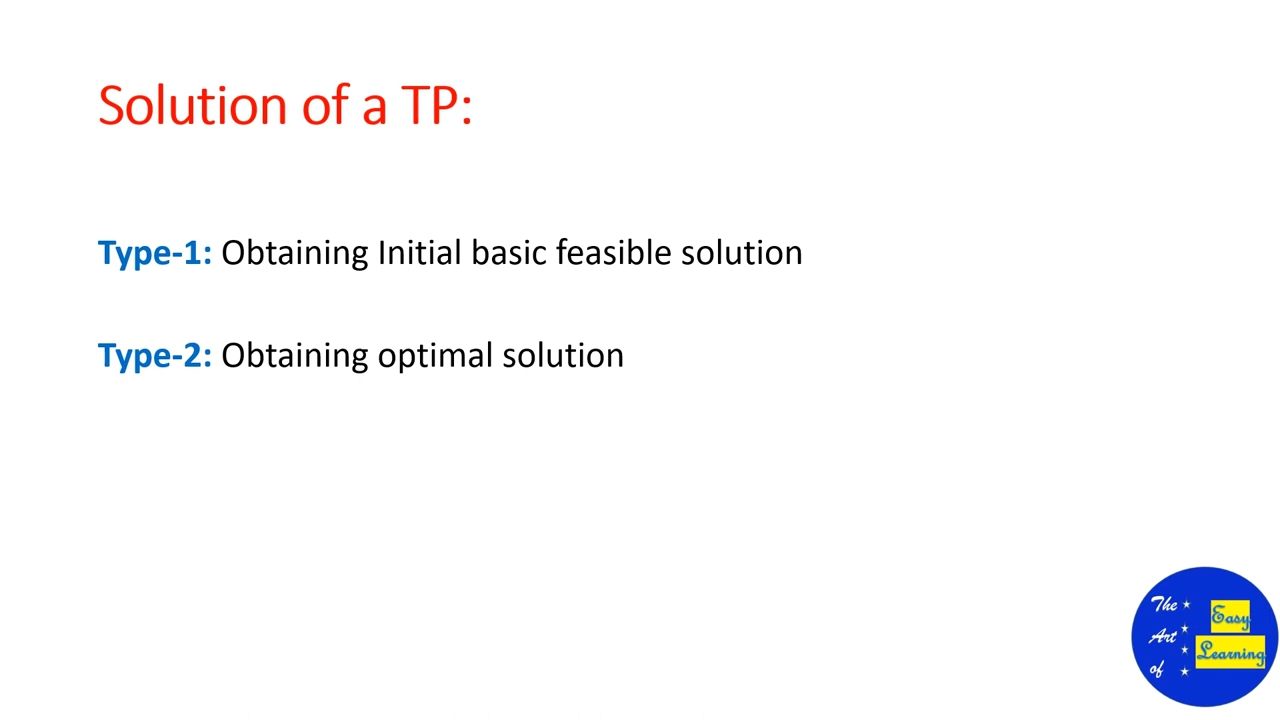 Solution of a TP:
Type-1: Obtaining Initial basic feasible solution
Type-2: Obtaining optimal solution
The
Art
of
Easy
Learning